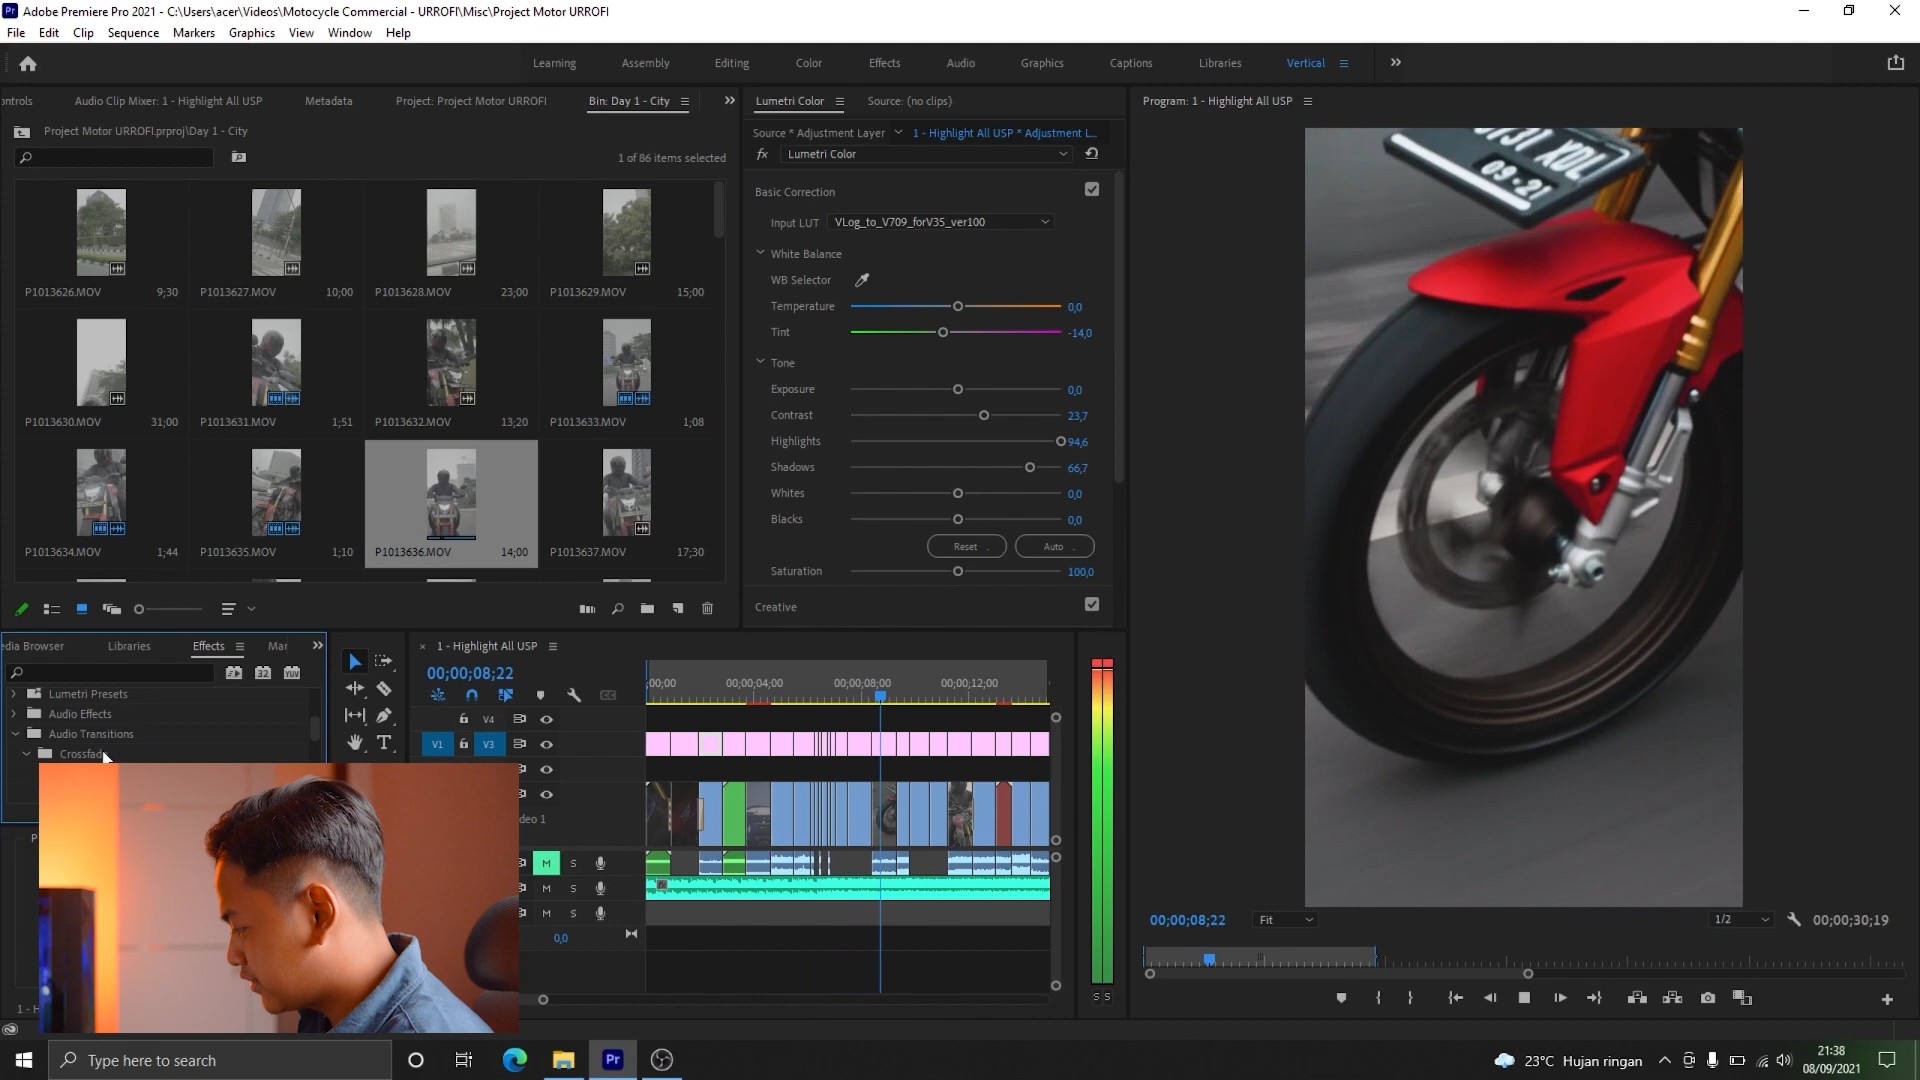 Adobe Premiere Pro 2021 - C:\Users\acer\Videos\Motocycle Commercial - URROFI\Misc\Project Motor URROFI
File Edit Clip Sequence Markers Graphics View Window Help
Learning Assembly Editing Color Effects Audio Graphics Captions Libraries Vertical
ontrols Audio Clip Mixer: 1 - Highlight All USP Metadata Project: Project Motor URROFI Bin: Day 1 - City
Project Motor URROFI.prproj\Day 1 - City
1 of 86 items selected
P1013626.MOV 9;30 P1013627.MOV 10;00 P1013628.MOV 23;00 P1013629.MOV 15;00
P1013630.MOV 31;00 P1013631.MOV 1;51 P1013632.MOV 13;20 P1013633.MOV 1;08
P1013634.MOV 1;44 P1013635.MOV 1;10 P1013636.MOV 14;00 P1013637.MOV 17;30
Lumetri Color Source: (no clips)
Source * Adjustment Layer 1 - Highlight All USP * Adjustment L...
fx Lumetri Color
Basic Correction
Input LUT VLog_to_V709_forV35_ver100
White Balance
WB Selector
Temperature 0,0
Tint -14,0
Tone
Exposure 0,0
Contrast 23,7
Highlights 94,6
Shadows 66,7
Whites 0,0
Blacks 0,0
Reset Auto
Saturation 100,0
Creative
Program: 1 - Highlight All USP
XDL
09·21
00;00;08;22 Fit 1/2 00;00;30;19
edia Browser Libraries Effects Mar
32 YUV
Lumetri Presets
Audio Effects
Audio Transitions
Crossfad
1 - Highlight All USP
00;00;08;22
CC
;00;00 00;00;04;00 00;00;08;00 00;00;12;00
V4
V1 V3
deo 1
M S
M S
M S
0,0
S S
1 - H
Type here to search
Pr
23°C Hujan ringan
21:38
08/09/2021